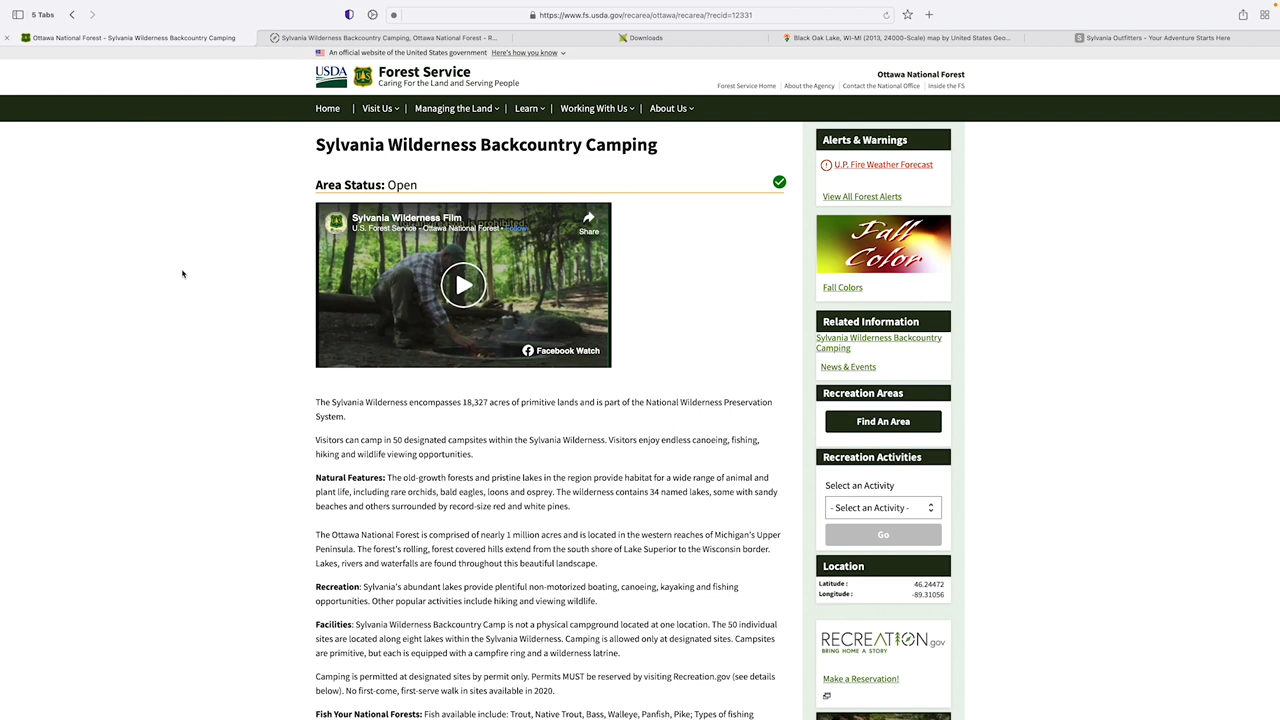 5 Tabs
https://www.fs.usda.gov/recarea/ottawa/recarea/?recid=12331
Ottawa National Forest - Sylvania Wilderness Backcountry Camping
Sylvania Wilderness Backcountry Camping, Ottawa National Forest - R...
Downloads
Black Oak Lake, WI-MI (2013, 24000-Scale) map by United States Geo...
S Sylvania Outfitters - Your Adventure Starts Here
An official website of the United States government Here's how you know
USDA
Forest Service
Caring For the Land and Serving People
Ottawa National Forest
Forest Service Home | About the Agency | Contact the National Office | Inside the FS
Home | Visit Us | Managing the Land | Learn | Working With Us | About Us
Sylvania Wilderness Backcountry Camping
Area Status: Open
Sylvania Wilderness Film
U.S. Forest Service - Ottawa National Forest · Follow
Share
Facebook Watch
The Sylvania Wilderness encompasses 18,327 acres of primitive lands and is part of the National Wilderness Preservation
System.
Visitors can camp in 50 designated campsites within the Sylvania Wilderness. Visitors enjoy endless canoeing, fishing,
hiking and wildlife viewing opportunities.
Natural Features: The old-growth forests and pristine lakes in the region provide habitat for a wide range of animal and
plant life, including rare orchids, bald eagles, loons and osprey. The wilderness contains 34 named lakes, some with sandy
beaches and others surrounded by record-size red and white pines.
The Ottawa National Forest is comprised of nearly 1 million acres and is located in the western reaches of Michigan's Upper
Peninsula. The forest's rolling, forest covered hills extend from the south shore of Lake Superior to the Wisconsin border.
Lakes, rivers and waterfalls are found throughout this beautiful landscape.
Recreation: Sylvania's abundant lakes provide plentiful non-motorized boating, canoeing, kayaking and fishing
opportunities. Other popular activities include hiking and viewing wildlife.
Facilities: Sylvania Wilderness Backcountry Camp is not a physical campground located at one location. The 50 individual
sites are located along eight lakes within the Sylvania Wilderness. Camping is allowed only at designated sites. Campsites
are primitive, but each is equipped with a campfire ring and a wilderness latrine.
Camping is permitted at designated sites by permit only. Permits MUST be reserved by visiting Recreation.gov (see details
below). No first-come, first-serve walk in sites available in 2020.
Fish Your National Forests: Fish available include: Trout, Native Trout, Bass, Walleye, Panfish, Pike; Types of fishing
Alerts & Warnings
U.P. Fire Weather Forecast
View All Forest Alerts
Fall
Color
Fall Colors
Related Information
Sylvania Wilderness Backcountry
Camping
News & Events
Recreation Areas
Find An Area
Recreation Activities
Select an Activity
- Select an Activity -
Go
Location
Latitude : 46.24472
Longitude : -89.31056
RECREATION.gov
BRING HOME A STORY
Make a Reservation!